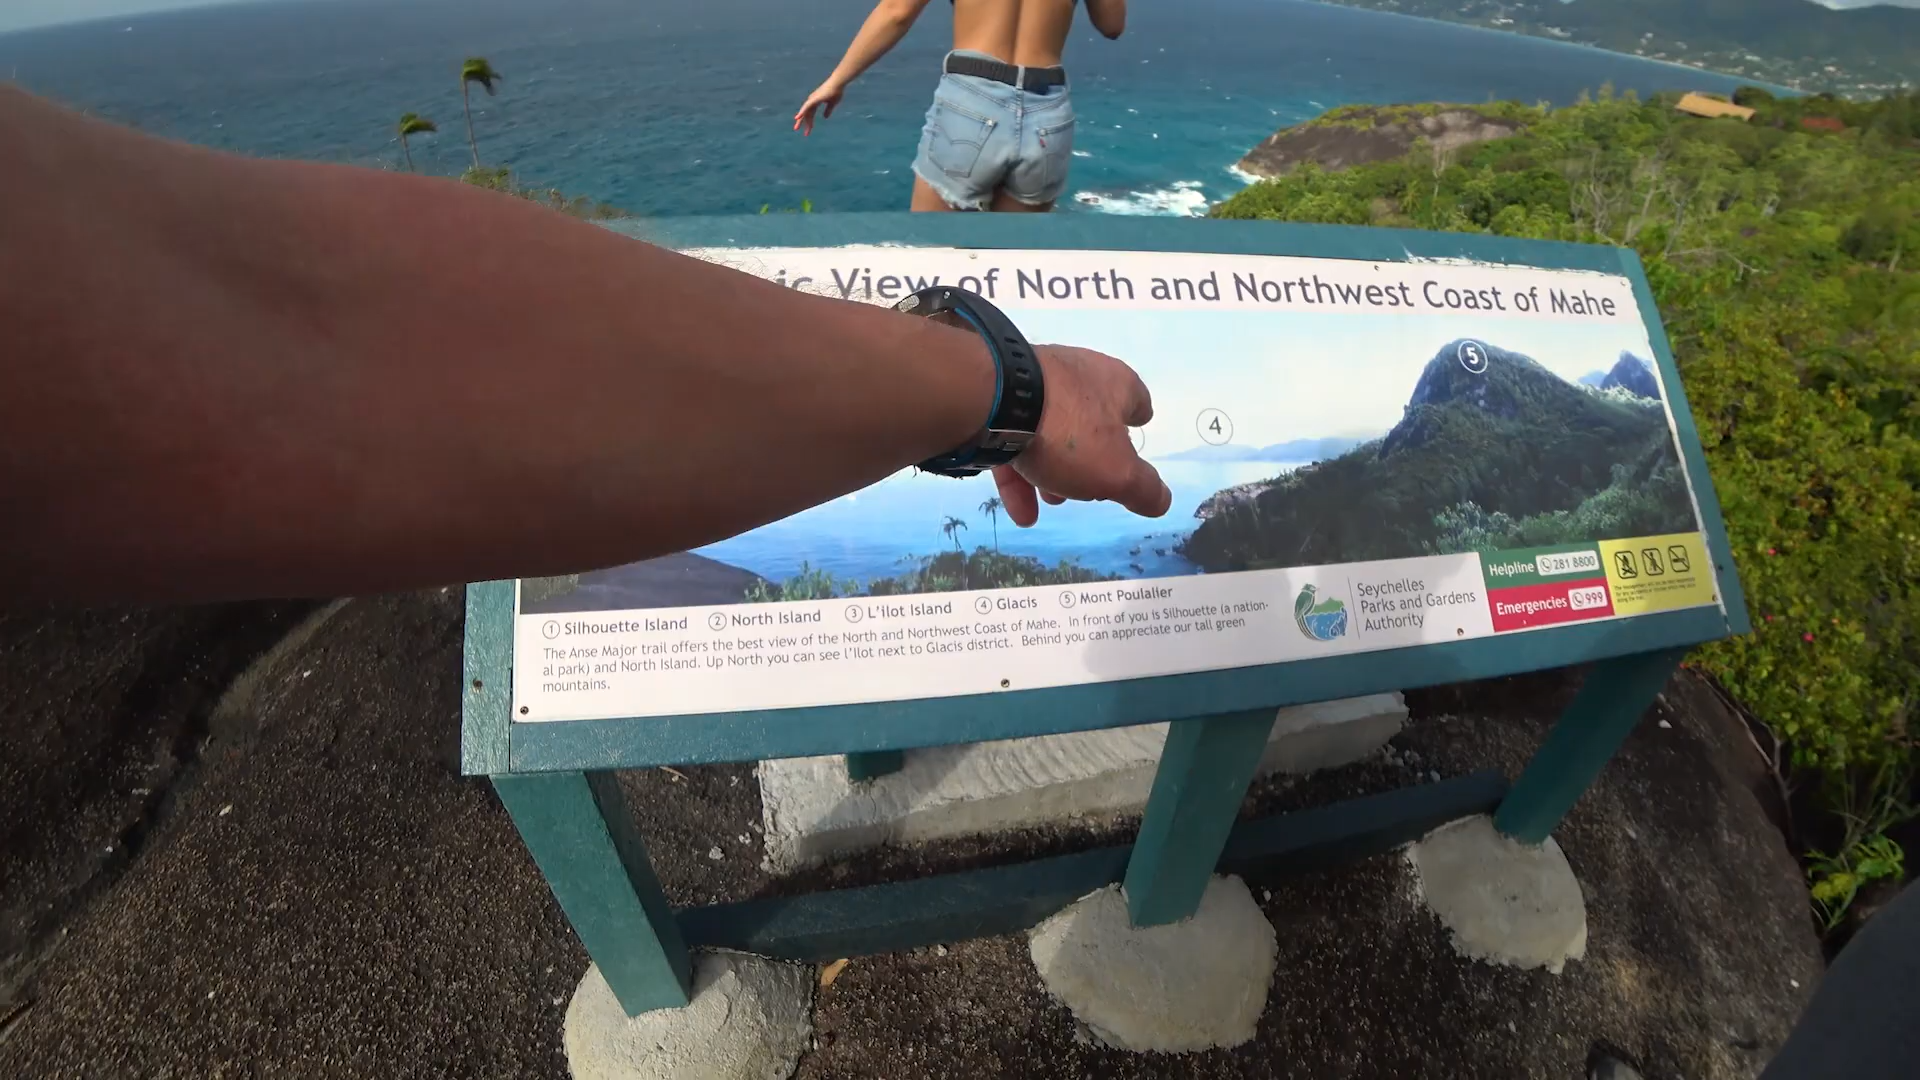 ic View of North and Northwest Coast of Mahe
5
4
① Silhouette Island ② North Island ③ L'ilot Island ④ Glacis ⑤ Mont Poulalier
The Anse Major trail offers the best view of the North and Northwest Coast of Mahe. In front of you is Silhouette (a nation-
al park) and North Island. Up North you can see L'Ilot next to Glacis district. Behind you can appreciate our tall green
mountains.
Seychelles
Parks and Gardens
Authority
Helpline 281 8800
Emergencies 999